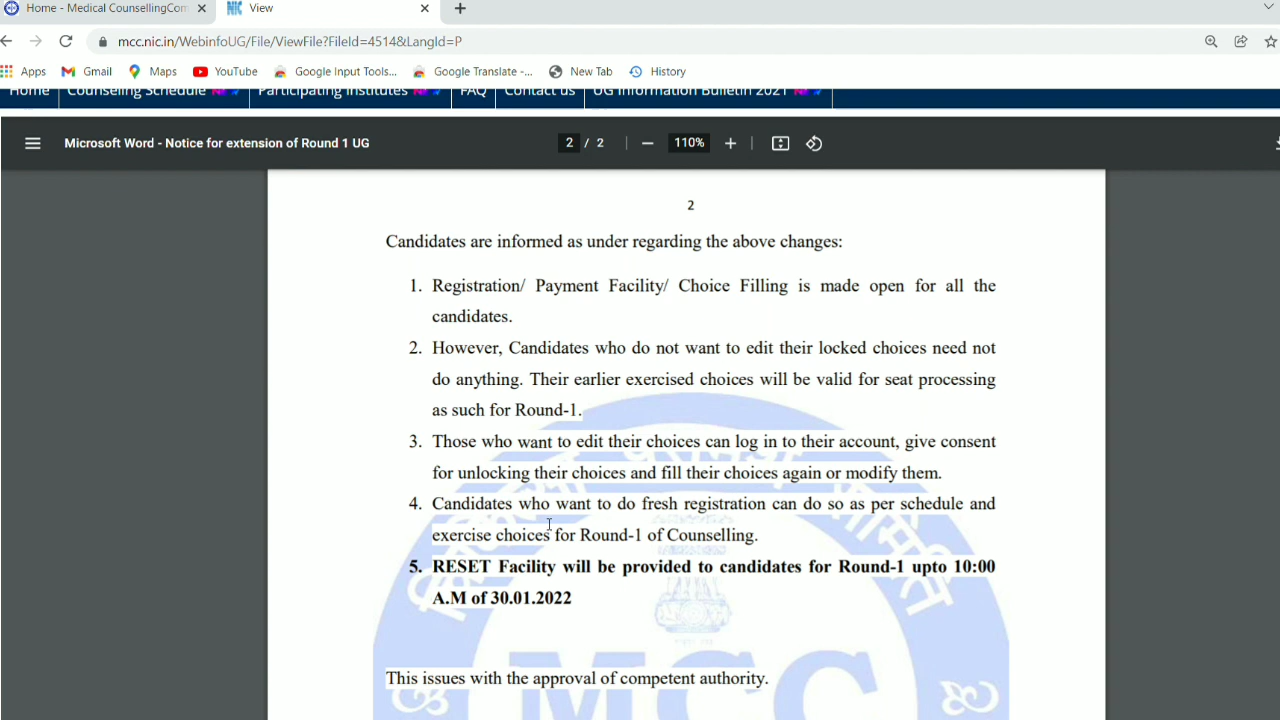 Home - Medical CounsellingCom
View
mcc.nic.in/WebinfoUG/File/ViewFile?FileId=4514&LangId=P
Apps Gmail Maps YouTube Google Input Tools... Google Translate -... New Tab History
Home Counseling Schedule Participating Institutes FAQ Contact us UG Information Bulletin 2021
Microsoft Word - Notice for extension of Round 1 UG 2 / 2 110%
2
Candidates are informed as under regarding the above changes:
1. Registration/ Payment Facility/ Choice Filling is made open for all the
candidates.
2. However, Candidates who do not want to edit their locked choices need not
do anything. Their earlier exercised choices will be valid for seat processing
as such for Round-1.
3. Those who want to edit their choices can log in to their account, give consent
for unlocking their choices and fill their choices again or modify them.
4. Candidates who want to do fresh registration can do so as per schedule and
exercise choices for Round-1 of Counselling.
5. RESET Facility will be provided to candidates for Round-1 upto 10:00
A.M of 30.01.2022
This issues with the approval of competent authority.
MCC